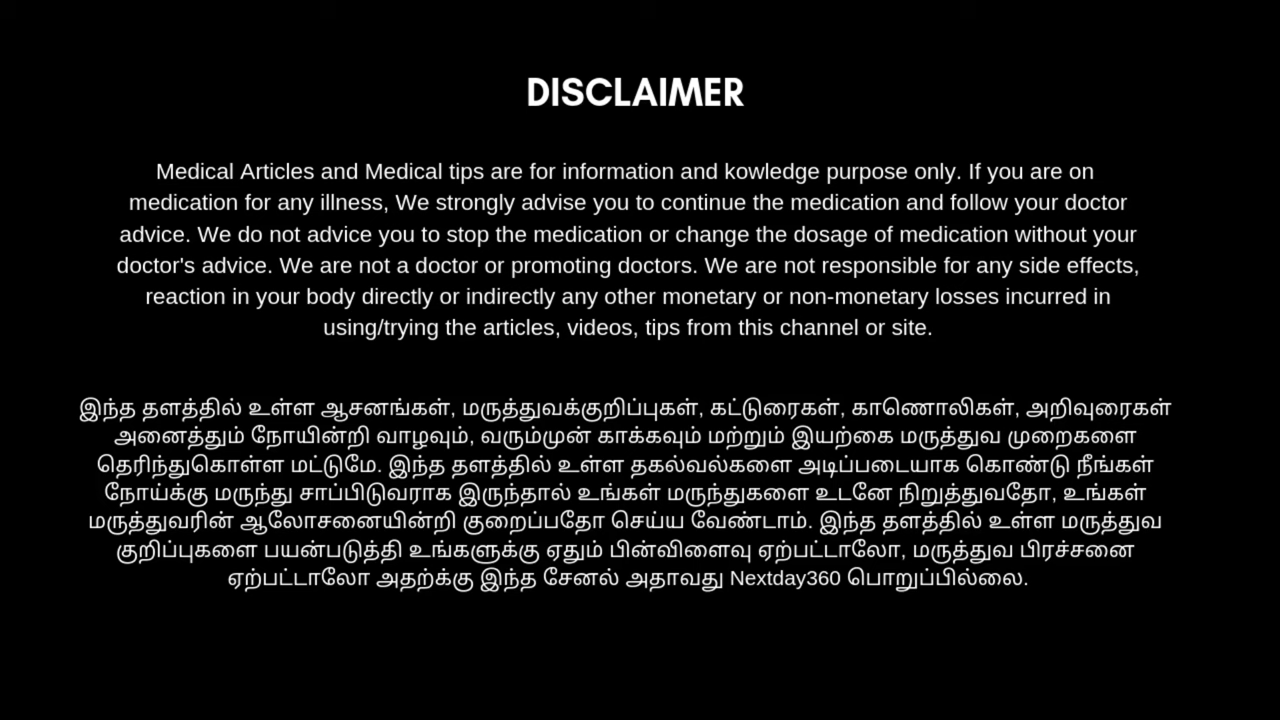 DISCLAIMER
Medical Articles and Medical tips are for information and kowledge purpose only. If you are on
medication for any illness, We strongly advise you to continue the medication and follow your doctor
advice. We do not advice you to stop the medication or change the dosage of medication without your
doctor's advice. We are not a doctor or promoting doctors. We are not responsible for any side effects,
reaction in your body directly or indirectly any other monetary or non-monetary losses incurred in
using/trying the articles, videos, tips from this channel or site.
இந்த தளத்தில் உள்ள ஆசனங்கள், மருத்துவக்குறிப்புகள், கட்டுரைகள், காணொலிகள், அறிவுரைகள்
அனைத்தும் நோயின்றி வாழவும், வரும்முன் காக்கவும் மற்றும் இயற்கை மருத்துவ முறைகளை
தெரிந்துகொள்ள மட்டுமே. இந்த தளத்தில் உள்ள தகல்வல்களை அடிப்படையாக கொண்டு நீங்கள்
நோய்க்கு மருந்து சாப்பிடுவராக இருந்தால் உங்கள் மருந்துகளை உடனே நிறுத்துவதோ, உங்கள்
மருத்துவரின் ஆலோசனையின்றி குறைப்பதோ செய்ய வேண்டாம். இந்த தளத்தில் உள்ள மருத்துவ
குறிப்புகளை பயன்படுத்தி உங்களுக்கு ஏதும் பின்விளைவு ஏற்பட்டாலோ, மருத்துவ பிரச்சனை
ஏற்பட்டாலோ அதற்க்கு இந்த சேனல் அதாவது Nextday360 பொறுப்பில்லை.